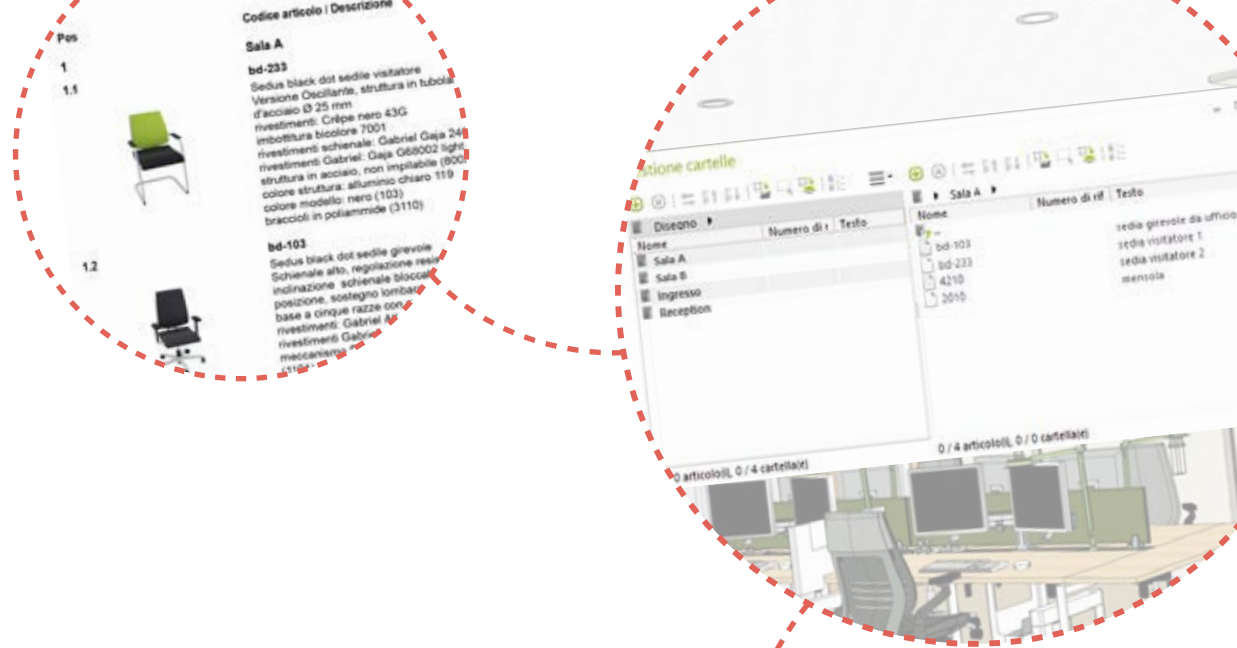 Codice articolo / Descrizione
Pos
Sala A
1
bd-233
1.1
Sedus black dot sedile visitatore
Versione Oscillante, struttura in
d'acciaio Ø 25 mm
rivestimenti: Crêpe nero 43G
imbottitura bicolore 7001
rivestimenti schienale: Gabriel Gaja
rivestimenti Gabriel: Gaja G68002 light,
struttura in acciaio, non impilabile
colore struttura: alluminio chiaro 119
colore modello: nero (103)
braccioli in poliammide (3110)
bd-103
1.2
Sedus black dot sedile girevole
Schienale alto, regolazione
inclinazione schienale
posizione, sostegno
base a cinque razze con
rivestimenti: Gabriel
rivestimenti
meccanismo
stione cartelle
Disegno
Nome Numero di Testo
Sala A
Sala B
Ingresso
Reception
0 articolo(i), 0 / 4 cartella(e)
Sala A
Nome Numero di rif Testo
..
bd-103 sedia girevole da ufficio
bd-233 sedia visitatore 1
4210 sedia visitatore 2
2010 mensola
0 / 4 articolo(i), 0 / 0 cartella(e)